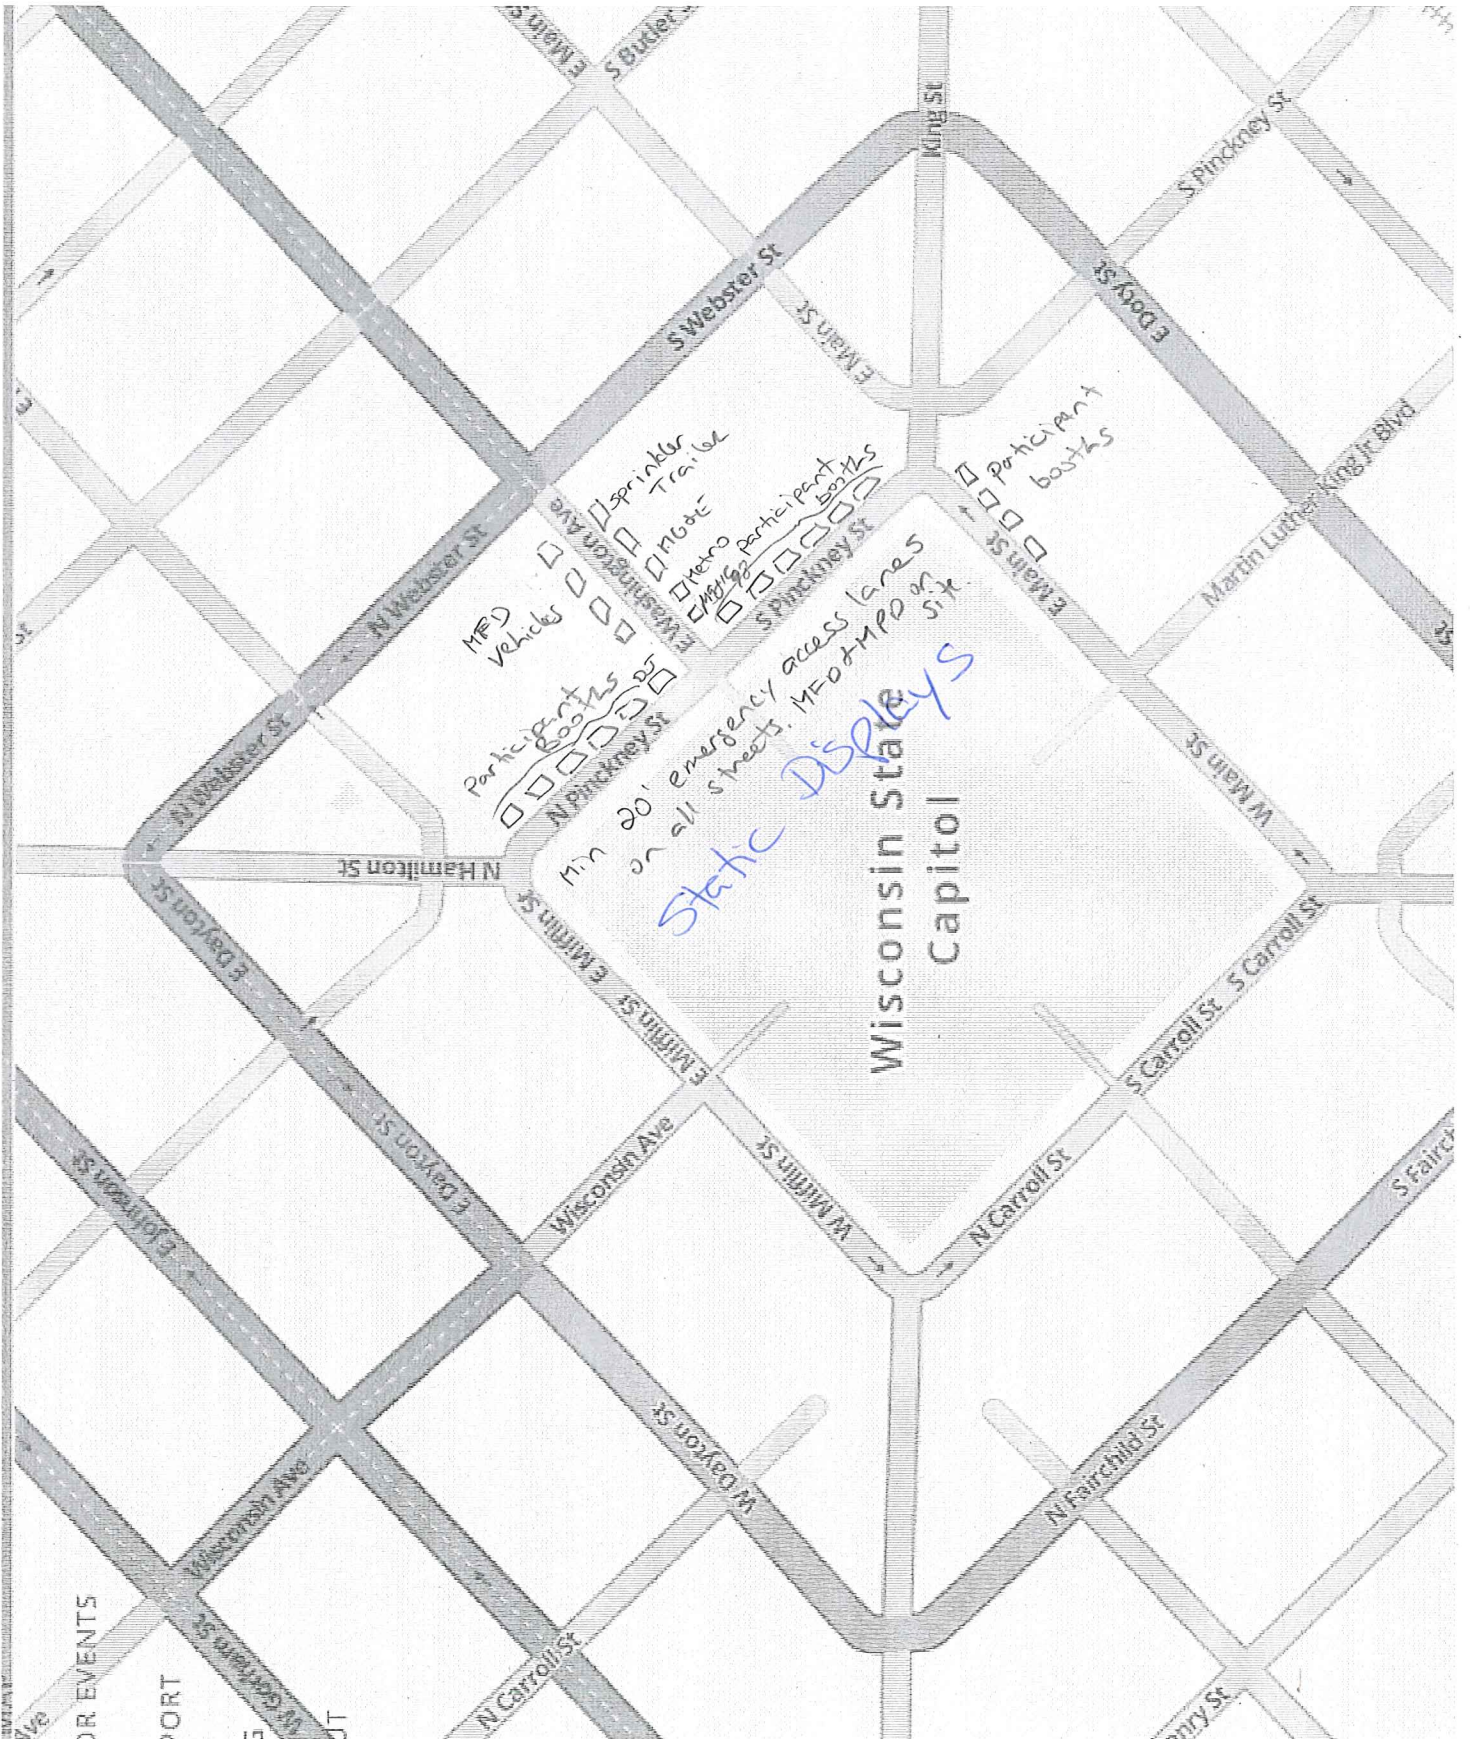 E Main St
S Butler
King St
S Pinckney St
S Webster St
E Main St
E Doty St
Martin Luther King Jr Blvd
N Webster St
E Washington Ave
Sprinkler
Trailer
MG&E
Metro
participant
booths
MFD
vehicles
Participant
Booths
DJ
S Pinckney St
N Pinckney St
Participant
booths
E Main St
N Webster St
N Hamilton St
E Dayton St
E Mifflin St
E Mifflin St
Min 20' emergency access lanes
on all streets. MFD & MPD on
site.
Static Displays
Wisconsin State
Capitol
W Main St
S Carroll St
S Carroll St
E Dayton St
E Johnson St
Wisconsin Ave
W Mifflin St
N Carroll St
W Dayton St
N Fairchild St
Wisconsin Ave
W Gorham St
N Carroll St
OR EVENTS
PORT